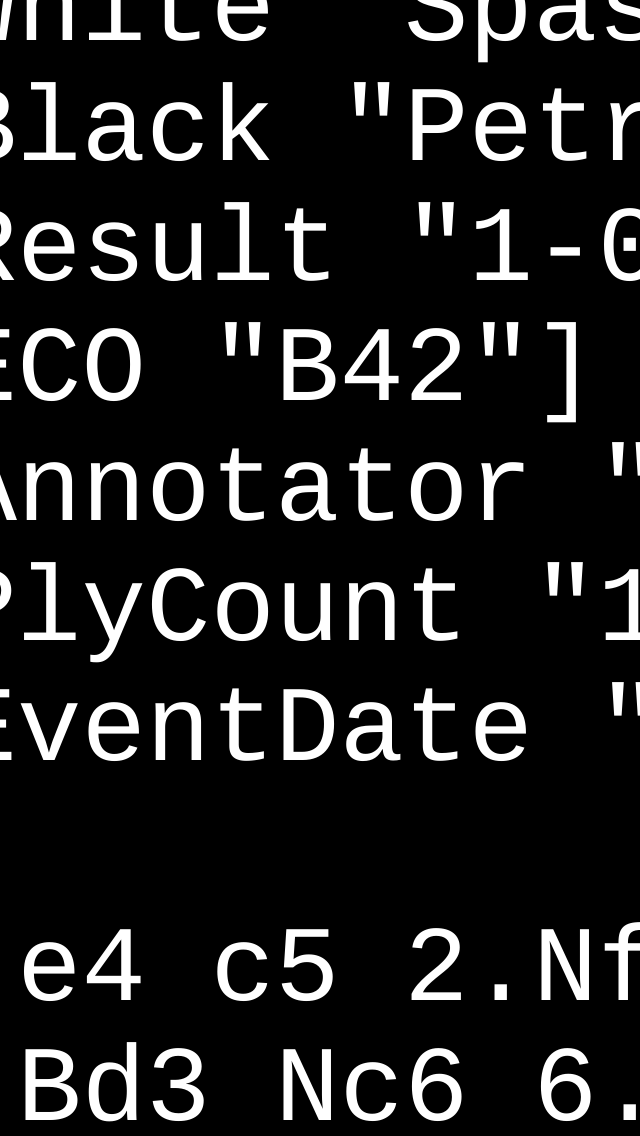 White "Spas
Black "Petr
Result "1-0
ECO "B42"]
Annotator "
PlyCount "1
EventDate "
e4 c5 2.Nf
Bd3 Nc6 6.